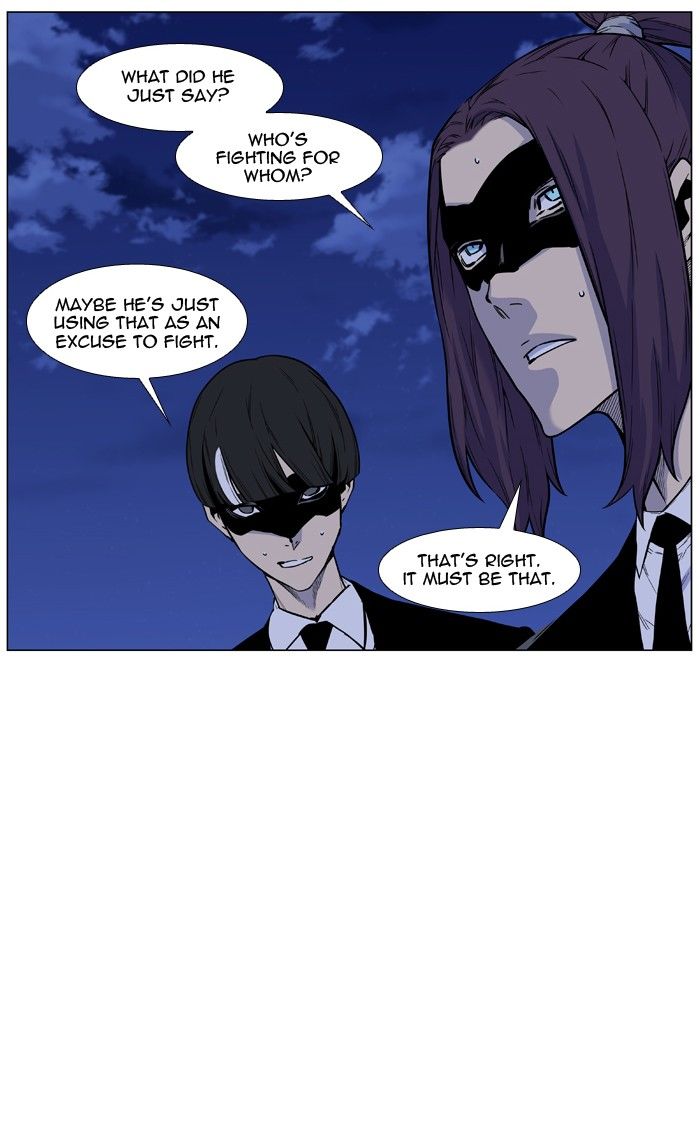 WHAT DID HE
JUST SAY?
WHO'S
FIGHTING FOR
WHOM?
MAYBE HE'S JUST
USING THAT AS AN
EXCUSE TO FIGHT.
THAT'S RIGHT.
IT MUST BE THAT.